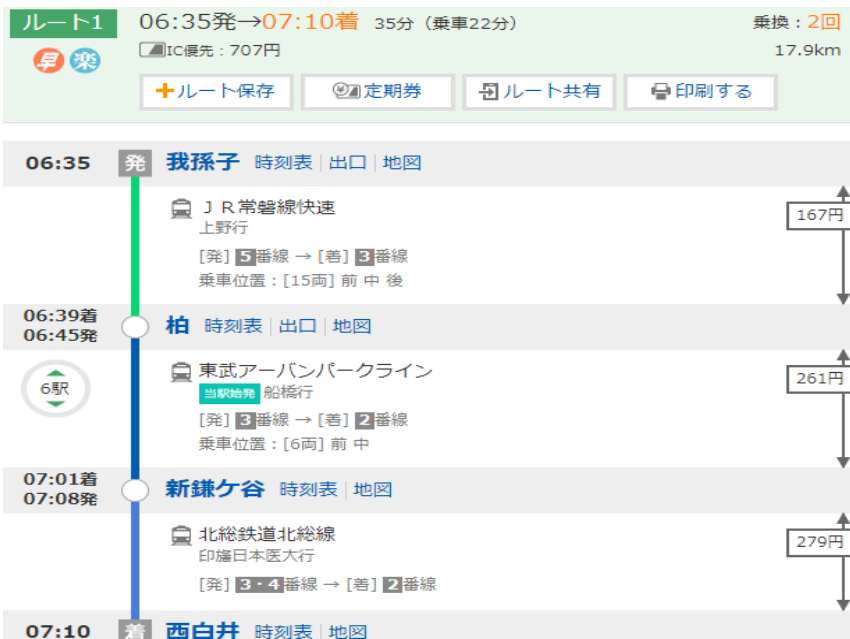 ルート1 06:35発→07:10着 35分（乗車22分） 乗換：2回
早 楽 IC優先：707円 17.9km
ルート保存 定期券 ルート共有 印刷する
06:35 発 我孫子 時刻表 出口 地図
ＪＲ常磐線快速
上野行
167円
[発] 5番線 → [着] 3番線
乗車位置：[15両] 前 中 後
06:39着
06:45発
柏 時刻表 出口 地図
6駅
東武アーバンパークライン
当駅始発 船橋行
261円
[発] 3番線 → [着] 2番線
乗車位置：[6両] 前 中
07:01着
07:08発
新鎌ケ谷 時刻表 地図
北総鉄道北総線
印旛日本医大行
279円
[発] 3・4番線 → [着] 2番線
07:10 着 西白井 時刻表 地図